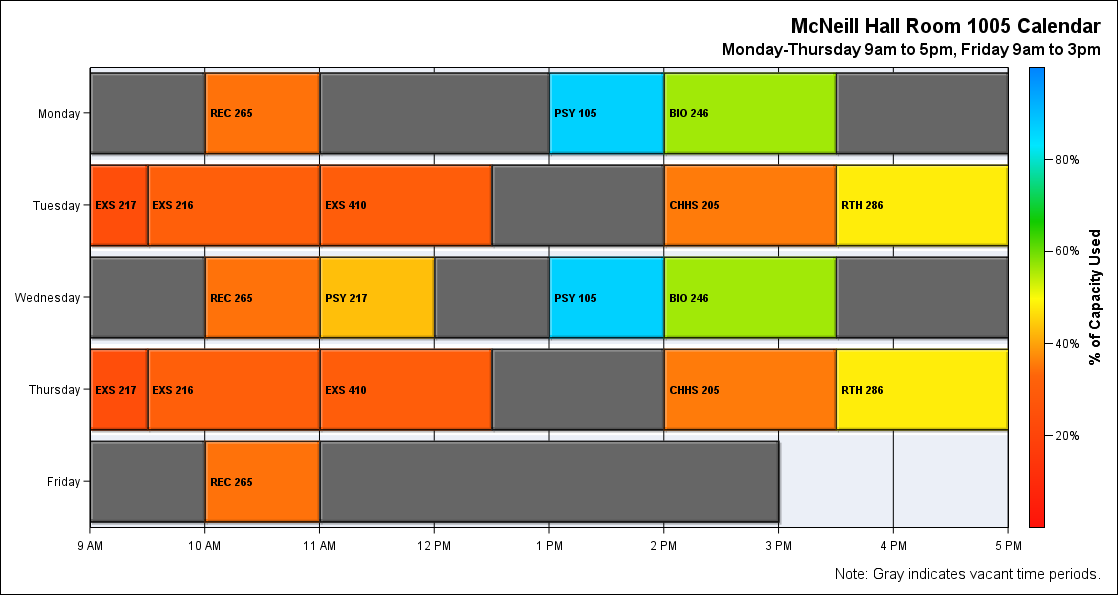 McNeill Hall Room 1005 Calendar
Monday-Thursday 9am to 5pm, Friday 9am to 3pm
Monday
REC 265
PSY 105
BIO 246
Tuesday
EXS 217
EXS 216
EXS 410
CHHS 205
RTH 286
Wednesday
REC 265
PSY 217
PSY 105
BIO 246
Thursday
EXS 217
EXS 216
EXS 410
CHHS 205
RTH 286
Friday
REC 265
9 AM
10 AM
11 AM
12 PM
1 PM
2 PM
3 PM
4 PM
5 PM
80%
60%
40%
20%
% of Capacity Used
Note: Gray indicates vacant time periods.